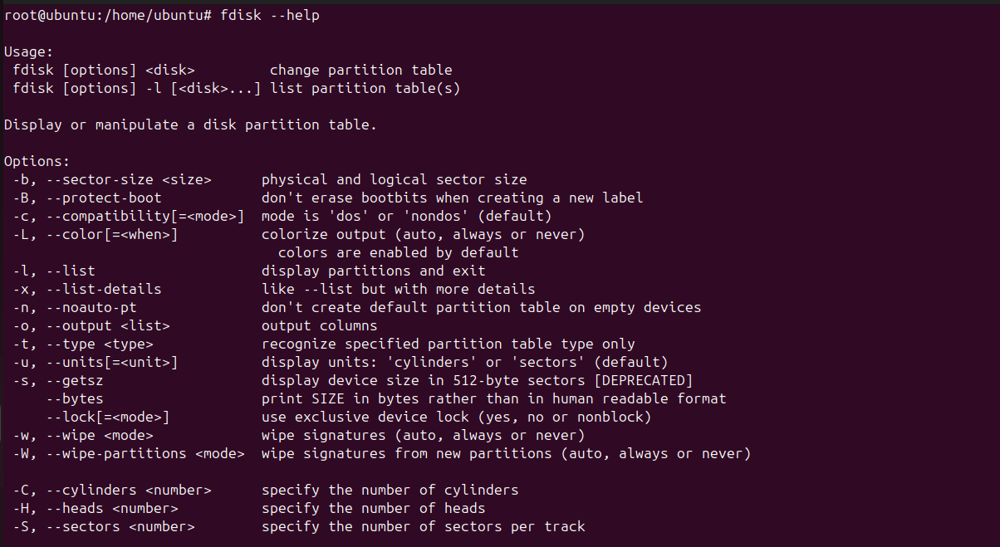 root@ubuntu:/home/ubuntu# fdisk --help

Usage:
 fdisk [options] <disk>         change partition table
 fdisk [options] -l [<disk>...] list partition table(s)

Display or manipulate a disk partition table.

Options:
 -b, --sector-size <size>      physical and logical sector size
 -B, --protect-boot            don't erase bootbits when creating a new label
 -c, --compatibility[=<mode>]  mode is 'dos' or 'nondos' (default)
 -L, --color[=<when>]          colorize output (auto, always or never)
                                 colors are enabled by default
 -l, --list                    display partitions and exit
 -x, --list-details            like --list but with more details
 -n, --noauto-pt               don't create default partition table on empty devices
 -o, --output <list>           output columns
 -t, --type <type>             recognize specified partition table type only
 -u, --units[=<unit>]          display units: 'cylinders' or 'sectors' (default)
 -s, --getsz                   display device size in 512-byte sectors [DEPRECATED]
     --bytes                   print SIZE in bytes rather than in human readable format
     --lock[=<mode>]           use exclusive device lock (yes, no or nonblock)
 -w, --wipe <mode>             wipe signatures (auto, always or never)
 -W, --wipe-partitions <mode>  wipe signatures from new partitions (auto, always or never)

 -C, --cylinders <number>      specify the number of cylinders
 -H, --heads <number>          specify the number of heads
 -S, --sectors <number>        specify the number of sectors per track